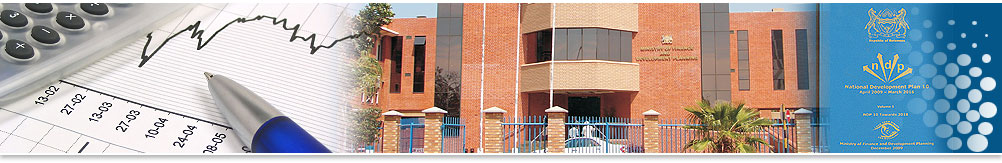 13-02
27-02
13-03
27-03
10-04
24-04
08-05
MINISTRY OF FINANCE
AND
DEVELOPMENT PLANNING
Republic of Botswana
ndp
National Development Plan 10
April 2009 - March 2016
Volume 1
NDP 10 Towards 2016
Ministry of Finance and Development Planning
December 2009